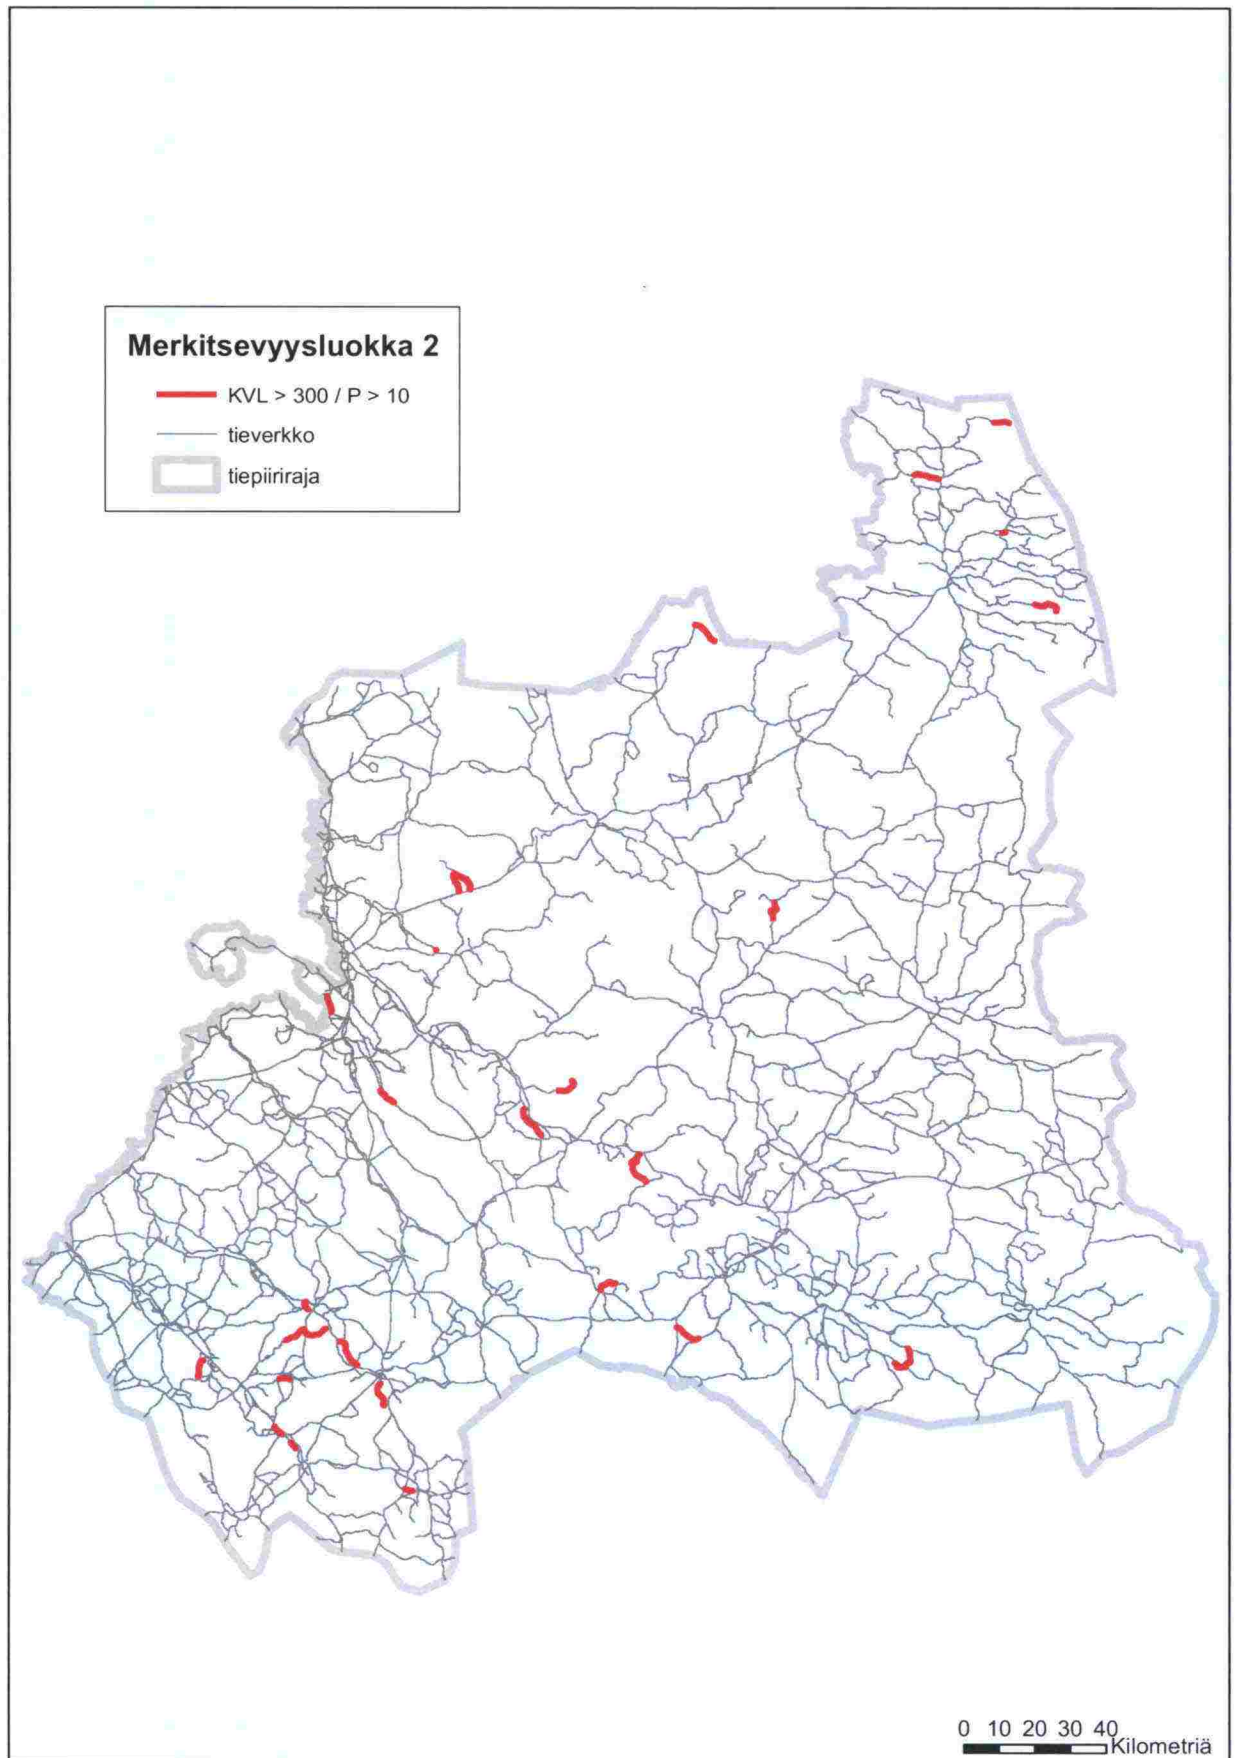 Merkitsevyysluokka 2
KVL > 300 / P > 10
tieverkko
tiepiiriraja
0 10 20 30 40
Kilometriä